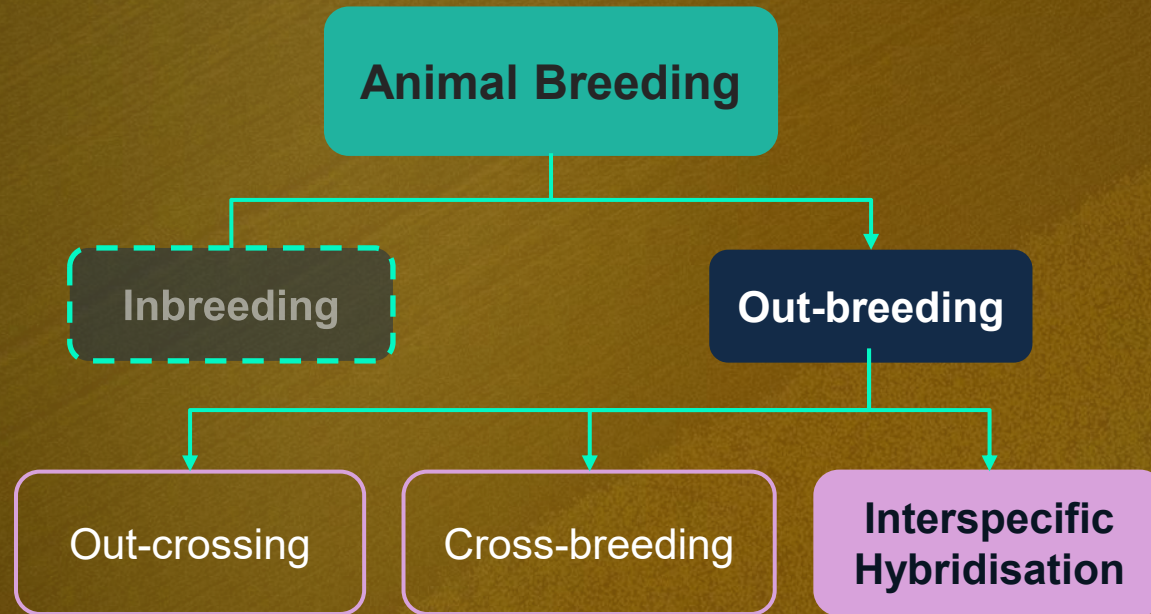 Animal Breeding
Inbreeding
Out-breeding
Out-crossing
Cross-breeding
Interspecific
Hybridisation